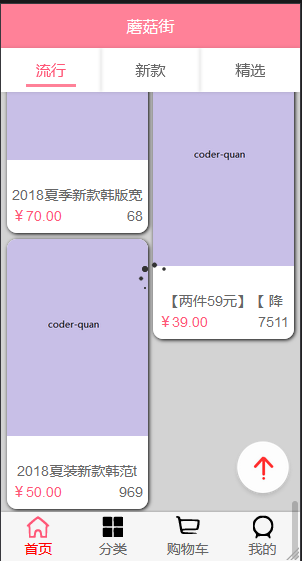 蘑菇街
流行
新款
精选
coder-quan
2018夏季新款韩版宽
¥70.00
68
coder-quan
【两件59元】【 降
¥39.00
7511
2018夏装新款韩范t
¥50.00
969
首页
分类
购物车
我的